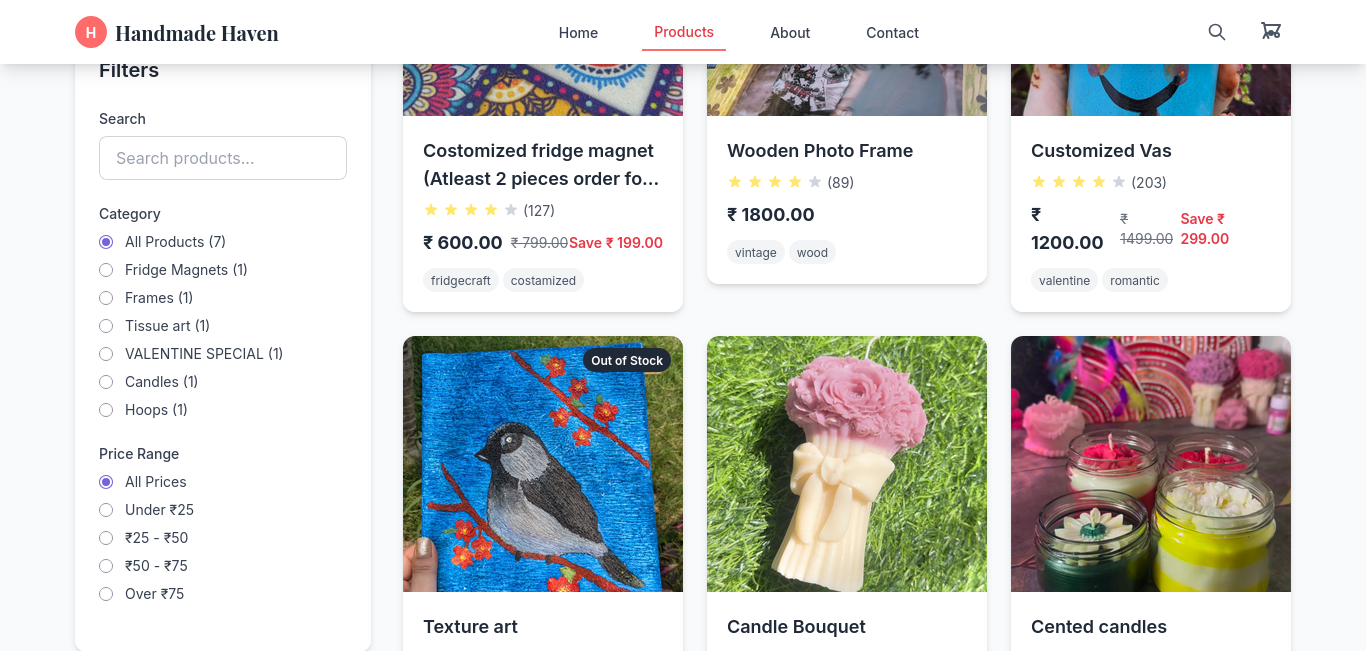 H Handmade Haven
Home
Products
About
Contact
Filters
Search
Search products...
Category
All Products (7)
Fridge Magnets (1)
Frames (1)
Tissue art (1)
VALENTINE SPECIAL (1)
Candles (1)
Hoops (1)
Price Range
All Prices
Under ₹25
₹25 - ₹50
₹50 - ₹75
Over ₹75
Costomized fridge magnet
(Atleast 2 pieces order fo...
(127)
₹ 600.00 ₹ 799.00 Save ₹ 199.00
fridgecraft costamized
Wooden Photo Frame
(89)
₹ 1800.00
vintage wood
Customized Vas
(203)
₹
1200.00
₹
1499.00
Save ₹
299.00
valentine romantic
Out of Stock
Texture art
Candle Bouquet
Cented candles